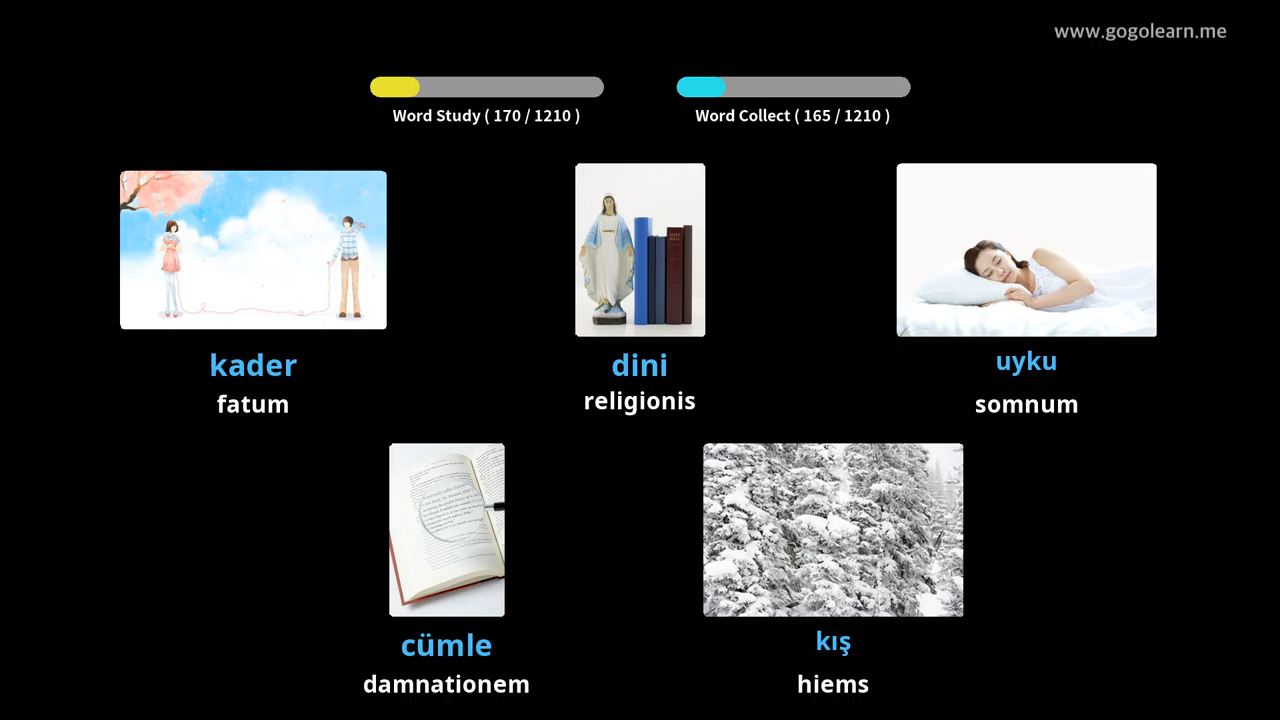 www.gogolearn.me
Word Study ( 170 / 1210 )
Word Collect ( 165 / 1210 )
kader
fatum
dini
religionis
uyku
somnum
cümle
damnationem
kış
hiems